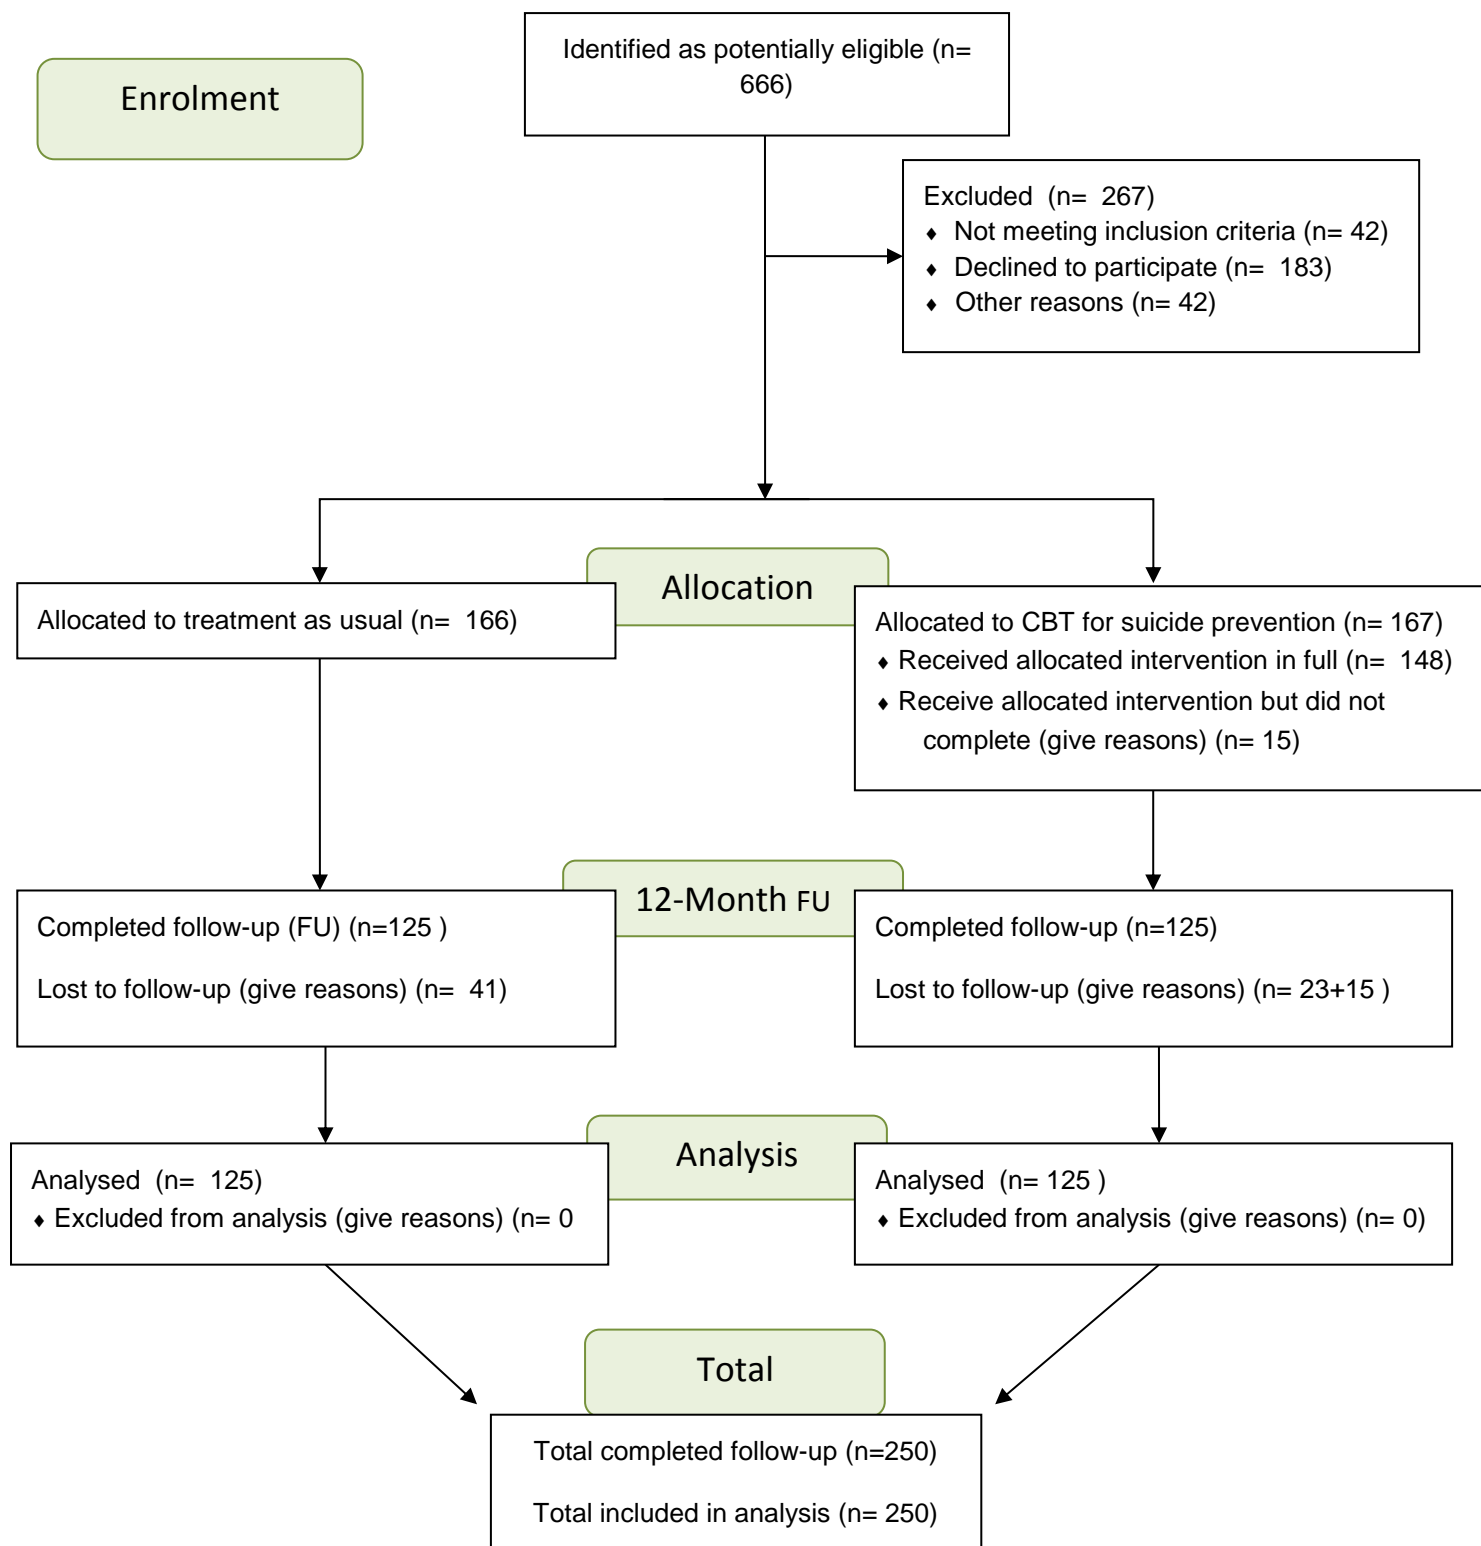 Identified as potentially eligible (n=
666)
Enrolment
Excluded (n= 267)
♦ Not meeting inclusion criteria (n= 42)
♦ Declined to participate (n= 183)
♦ Other reasons (n= 42)
Allocation
Allocated to treatment as usual (n= 166)
Allocated to CBT for suicide prevention (n= 167)
♦ Received allocated intervention in full (n= 148)
♦ Receive allocated intervention but did not
complete (give reasons) (n= 15)
12-Month FU
Completed follow-up (FU) (n=125 )
Lost to follow-up (give reasons) (n= 41)
Completed follow-up (n=125)
Lost to follow-up (give reasons) (n= 23+15 )
Analysis
Analysed (n= 125)
♦ Excluded from analysis (give reasons) (n= 0
Analysed (n= 125 )
♦ Excluded from analysis (give reasons) (n= 0)
Total
Total completed follow-up (n=250)
Total included in analysis (n= 250)